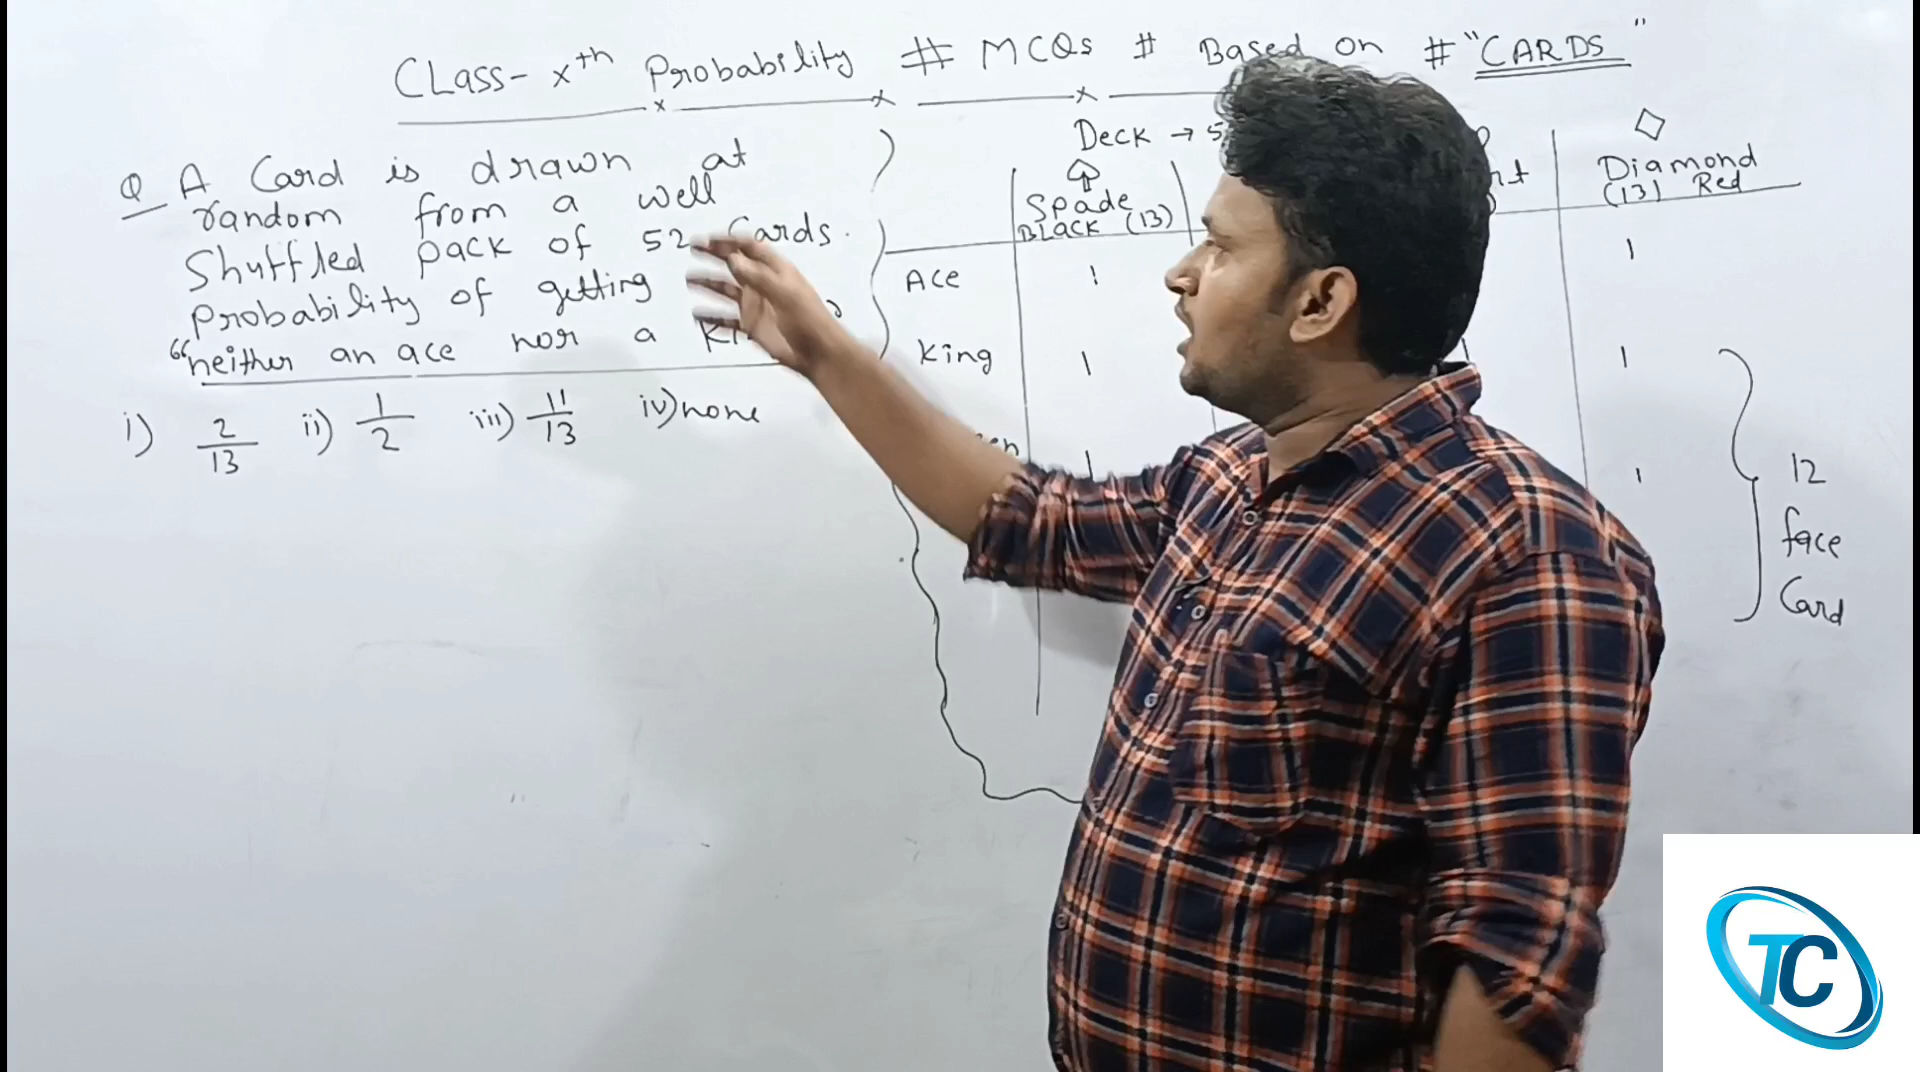 CLass- xth Probability # MCQs # Based on # "CARDS"
Q A Card is drawn at
random from a well
Shuffled pack of 52 Cards.
Probability of getting
"neither an ace nor a
i) 2/13 ii) 1/2 iii) 11/13 iv) none
Deck → 5
Spade
BLACK (13)
Diamond
(13) Red
Ace 1 1
King 1 1 1
1 1
12
face
Card
TC